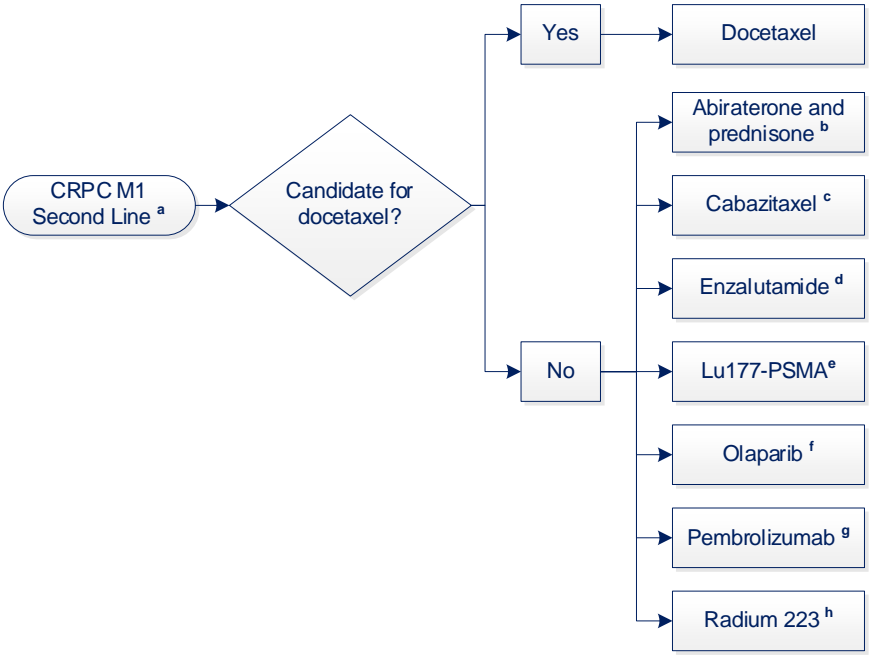 CRPC M1
Second Line a
Candidate for
docetaxel?
Yes
Docetaxel
No
Abiraterone and
prednisone b
Cabazitaxel c
Enzalutamide d
Lu177-PSMAe
Olaparib f
Pembrolizumab g
Radium 223 h